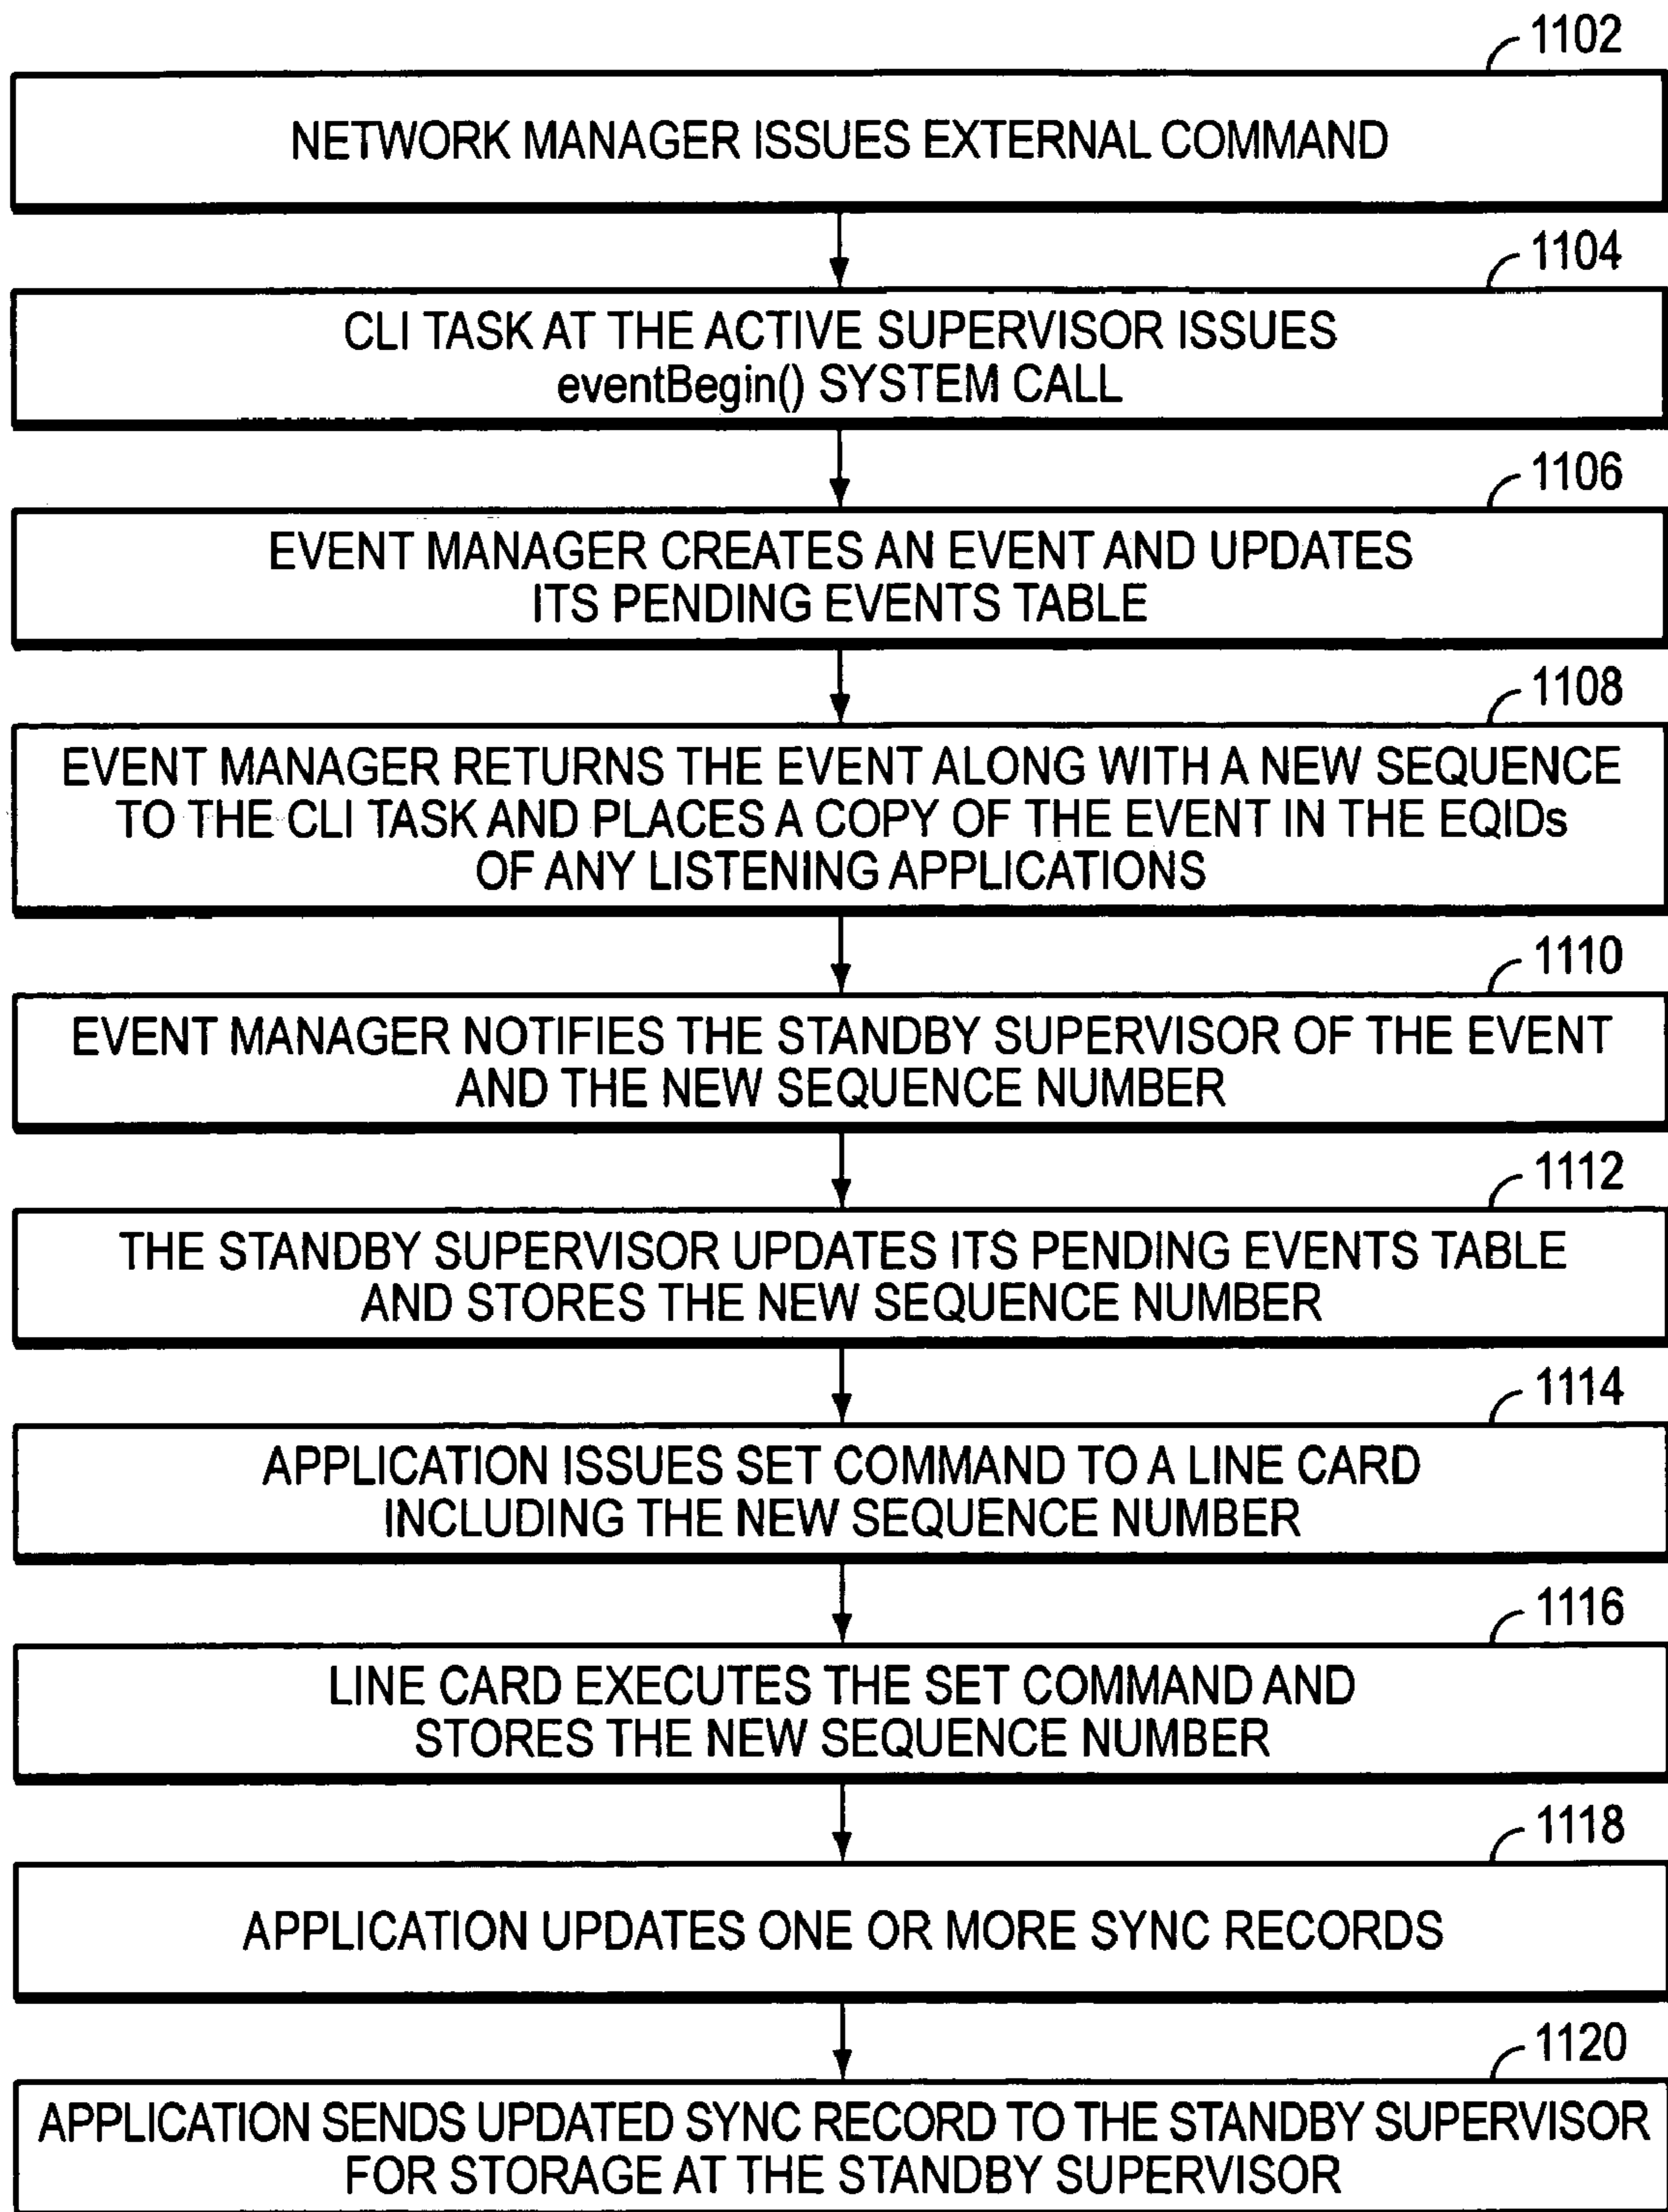 1102
NETWORK MANAGER ISSUES EXTERNAL COMMAND
1104
CLI TASK AT THE ACTIVE SUPERVISOR ISSUES
eventBegin() SYSTEM CALL
1106
EVENT MANAGER CREATES AN EVENT AND UPDATES
ITS PENDING EVENTS TABLE
1108
EVENT MANAGER RETURNS THE EVENT ALONG WITH A NEW SEQUENCE
TO THE CLI TASK AND PLACES A COPY OF THE EVENT IN THE EQIDs
OF ANY LISTENING APPLICATIONS
1110
EVENT MANAGER NOTIFIES THE STANDBY SUPERVISOR OF THE EVENT
AND THE NEW SEQUENCE NUMBER
1112
THE STANDBY SUPERVISOR UPDATES ITS PENDING EVENTS TABLE
AND STORES THE NEW SEQUENCE NUMBER
1114
APPLICATION ISSUES SET COMMAND TO A LINE CARD
INCLUDING THE NEW SEQUENCE NUMBER
1116
LINE CARD EXECUTES THE SET COMMAND AND
STORES THE NEW SEQUENCE NUMBER
1118
APPLICATION UPDATES ONE OR MORE SYNC RECORDS
1120
APPLICATION SENDS UPDATED SYNC RECORD TO THE STANDBY SUPERVISOR
FOR STORAGE AT THE STANDBY SUPERVISOR